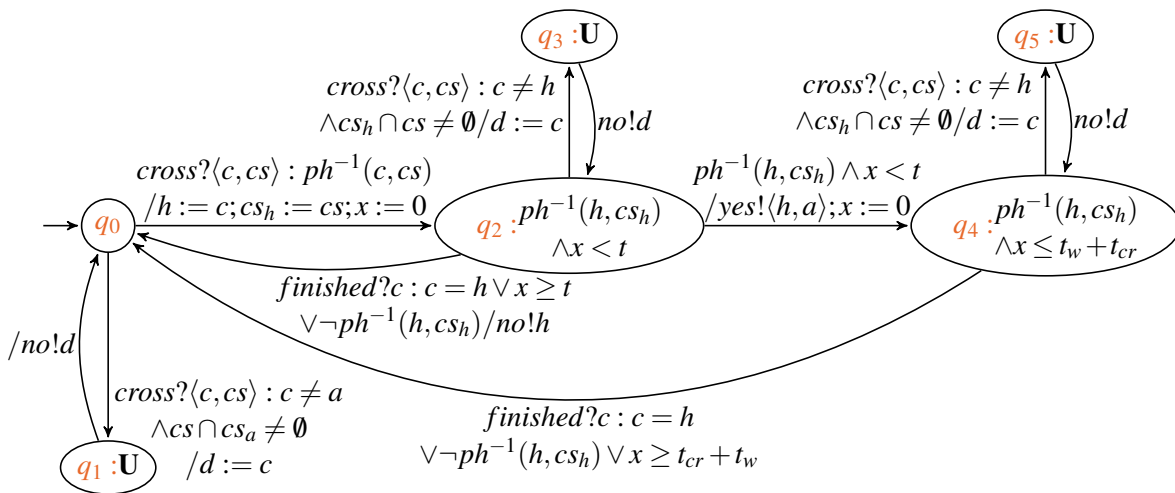 q3 : U
q5 : U
cross?⟨c,cs⟩ : c ≠ h
∧cs_h ∩ cs ≠ ∅/d := c
no!d
cross?⟨c,cs⟩ : c ≠ h
∧cs_h ∩ cs ≠ ∅/d := c
no!d
cross?⟨c,cs⟩ : ph⁻¹(c,cs)
/h := c;cs_h := cs;x := 0
ph⁻¹(h,cs_h) ∧ x < t
/yes!⟨h,a⟩;x := 0
q0
q2 : ph⁻¹(h,cs_h)
∧x < t
q4 : ph⁻¹(h,cs_h)
∧x ≤ t_w + t_cr
finished?c : c = h ∨ x ≥ t
∨¬ph⁻¹(h,cs_h)/no!h
/no!d
cross?⟨c,cs⟩ : c ≠ a
∧cs ∩ cs_a ≠ ∅
/d := c
q1 : U
finished?c : c = h
∨¬ph⁻¹(h,cs_h) ∨ x ≥ t_cr + t_w